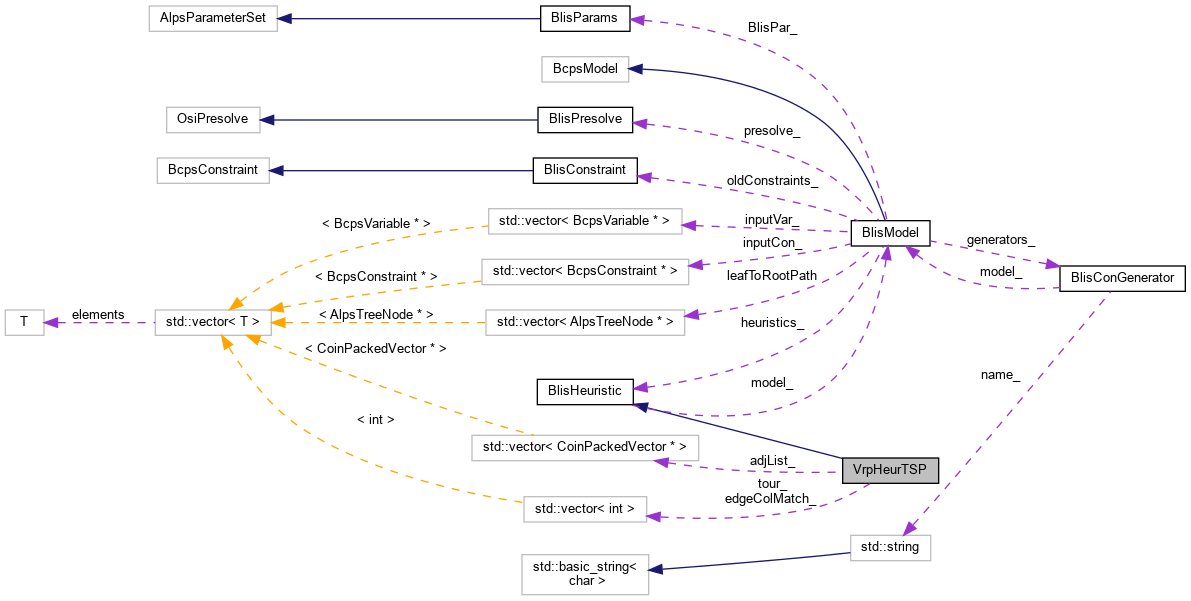 AlpsParameterSet
BlisParams
BlisPar_
BcpsModel
OsiPresolve
BlisPresolve
presolve_
BcpsConstraint
BlisConstraint
oldConstraints_
< BcpsVariable * >
std::vector< BcpsVariable * >
inputVar_
BlisModel
generators_
inputCon_
< BcpsConstraint * >
std::vector< BcpsConstraint * >
leafToRootPath
model_
BlisConGenerator
T
elements
std::vector< T >
< AlpsTreeNode * >
std::vector< AlpsTreeNode * >
heuristics_
< CoinPackedVector * >
name_
BlisHeuristic
model_
< int >
std::vector< CoinPackedVector * >
adjList_
VrpHeurTSP
tour_
edgeColMatch_
std::vector< int >
std::string
std::basic_string<
char >